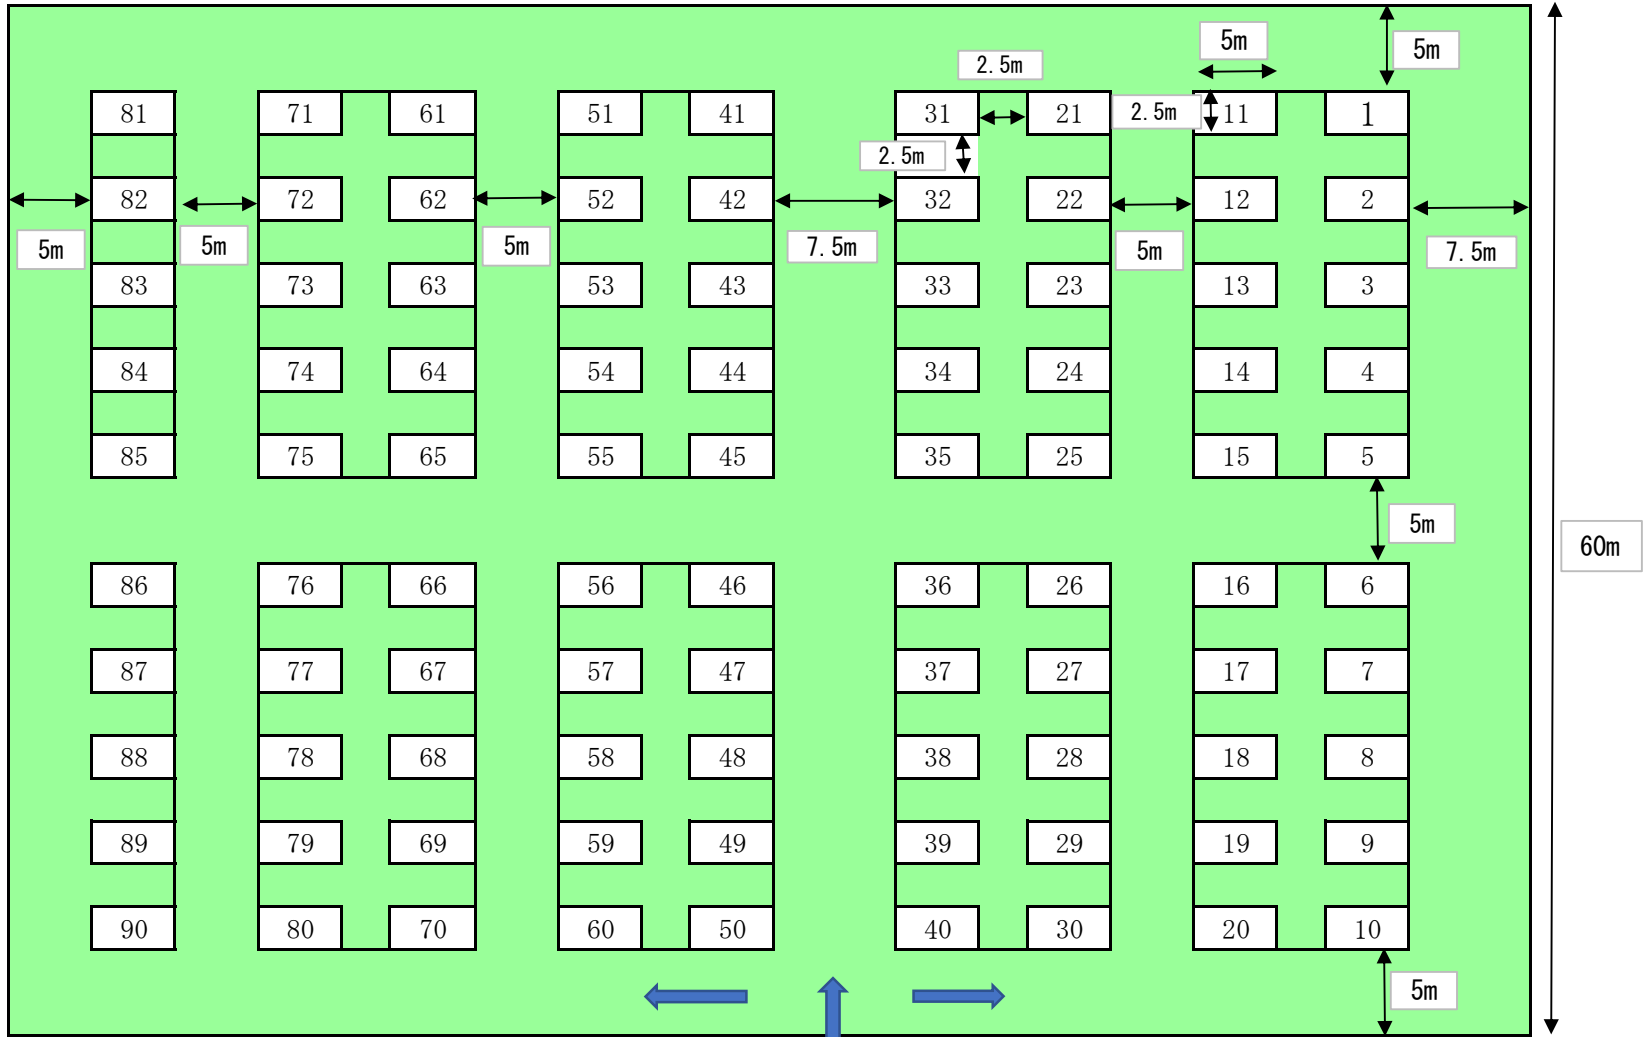 5m
5m
2.5m
81 71 61 51 41 31 21 2.5m 11 1
2.5m
82 72 62 52 42 32 22 12 2
5m 5m 5m 7.5m 5m 7.5m
83 73 63 53 43 33 23 13 3
84 74 64 54 44 34 24 14 4
85 75 65 55 45 35 25 15 5
5m
60m
86 76 66 56 46 36 26 16 6
87 77 67 57 47 37 27 17 7
88 78 68 58 48 38 28 18 8
89 79 69 59 49 39 29 19 9
90 80 70 60 50 40 30 20 10
5m